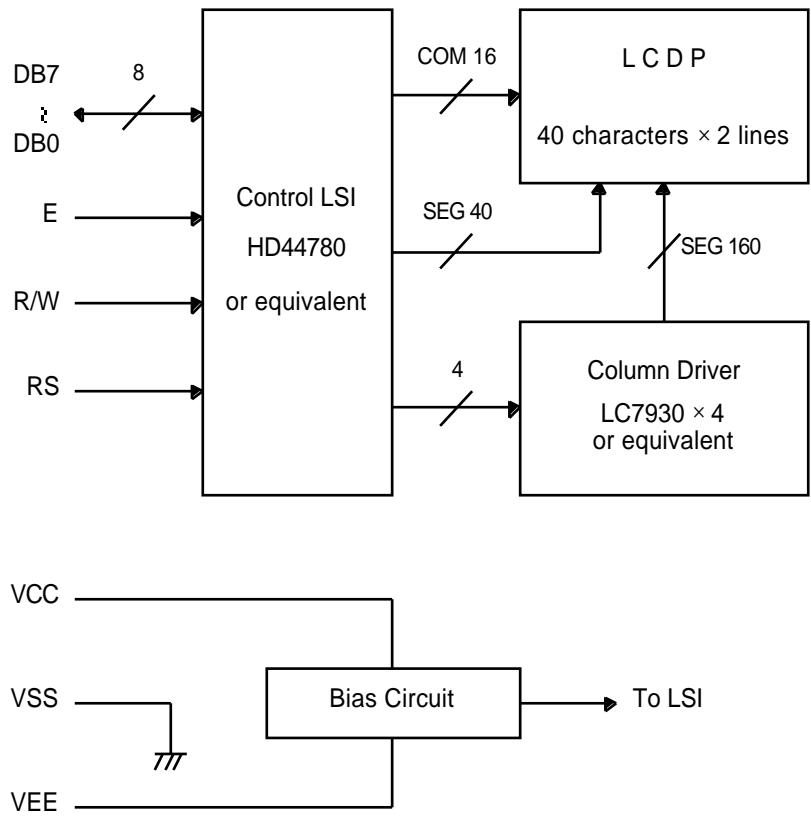 DB7
~
DB0
8
E
R/W
RS
Control LSI
HD44780
or equivalent
COM 16
SEG 40
4
L C D P
40 characters × 2 lines
SEG 160
Column Driver
LC7930 × 4
or equivalent
VCC
VSS
VEE
Bias Circuit
To LSI